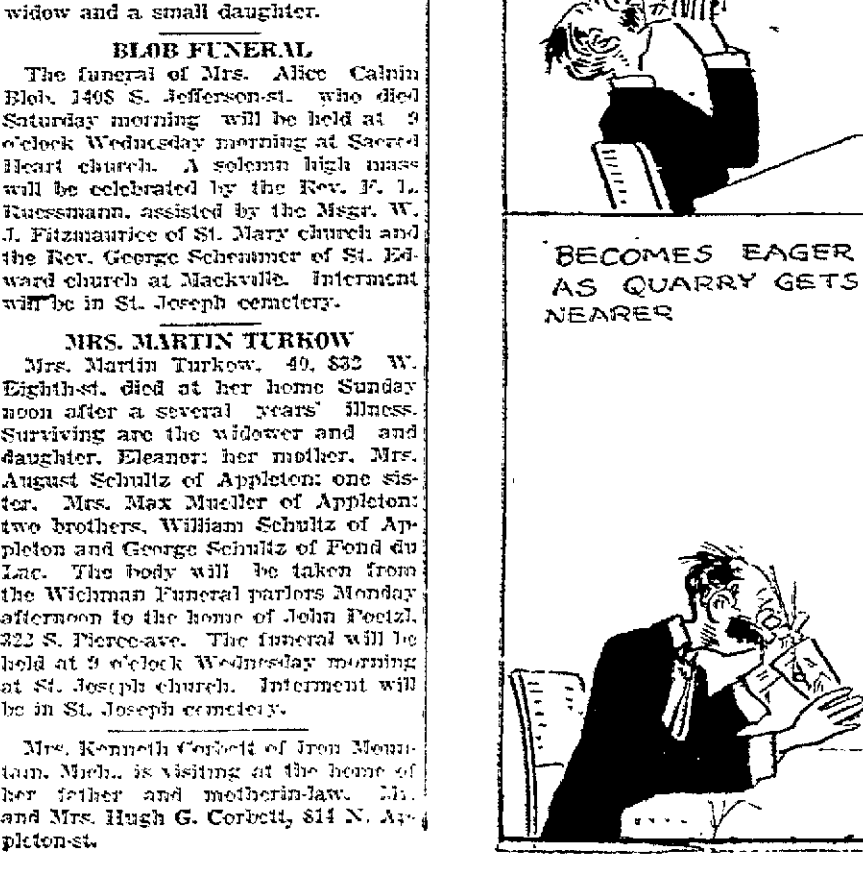 widow and a small daughter.
BLOB FUNERAL
The funeral of Mrs. Alice Calnin
Blob, 1408 S. Jefferson-st. who died
Saturday morning will be held at 9
o'clock Wednesday morning at Sacred
Heart church. A solemn high mass
will be celebrated by the Rev. F. L.
Ruessmann, assisted by the Msgr. W.
J. Fitzmaurice of St. Mary church and
the Rev. George Schemmer of St. Ed-
ward church at Mackville. Interment
will be in St. Joseph cemetery.
MRS. MARTIN TURKOW
Mrs. Martin Turkow, 40, 832 W.
Eighth-st. died at her home Sunday
noon after a several years' illness.
Surviving are the widower and and
daughter, Eleanor; her mother, Mrs.
August Schultz of Appleton; one sis-
ter. Mrs. Max Mueller of Appleton;
two brothers, William Schultz of Ap-
pleton and George Schultz of Fond du
Lac. The body will be taken from
the Wichman Funeral parlors Monday
afternoon to the home of John Poetzl,
322 S. Pierce-ave. The funeral will be
held at 9 o'clock Wednesday morning
at St. Joseph church. Interment will
be in St. Joseph cemetery.
Mrs. Kenneth Corbett of Iron Moun-
tain, Mich., is visiting at the home of
her father and motherin-law.
and Mrs. Hugh G. Corbett, 814 N. Ap-
pleton-st.
BECOMES EAGER
AS QUARRY GETS
NEARER